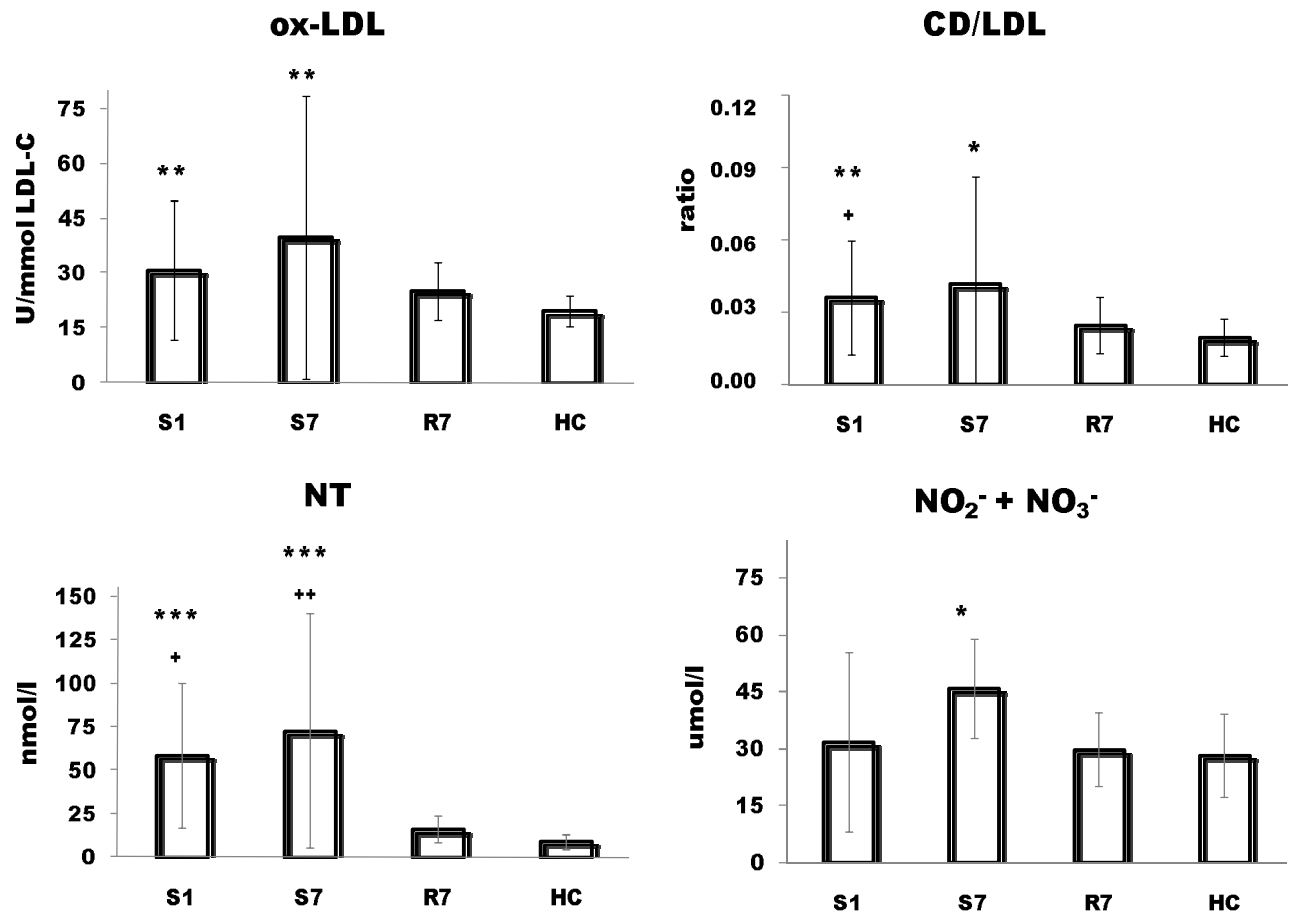 ox-LDL
U/mmol LDL-C
75
60
45
30
15
0
**
**
S1 S7 R7 HC
CD/LDL
ratio
0.12
0.09
0.06
0.03
0.00
**
+
*
S1 S7 R7 HC
NT
nmol/l
150
125
100
75
50
25
0
***
+
***
++
S1 S7 R7 HC
NO₂⁻ + NO₃⁻
umol/l
75
60
45
30
15
0
*
S1 S7 R7 HC